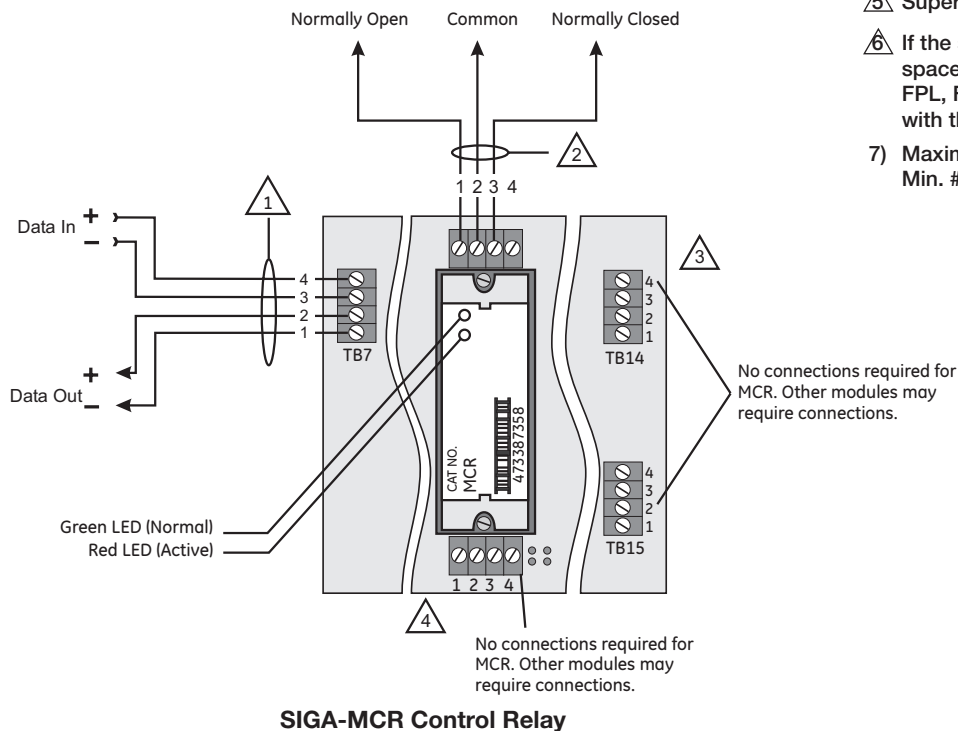 Normally Open Common Normally Closed
5 Super
6 If the
space
FPL, F
with th
7) Maxin
Min. #
2
1 2 3 4
1
Data In + –
4
3
2
1
TB7
Data Out + –
3
4
3
2
1
TB14
No connections required for
MCR. Other modules may
require connections.
CAT NO.
MCR
473387358
4
3
2
1
TB15
Green LED (Normal)
Red LED (Active)
1 2 3 4
4
No connections required for
MCR. Other modules may
require connections.
SIGA-MCR Control Relay